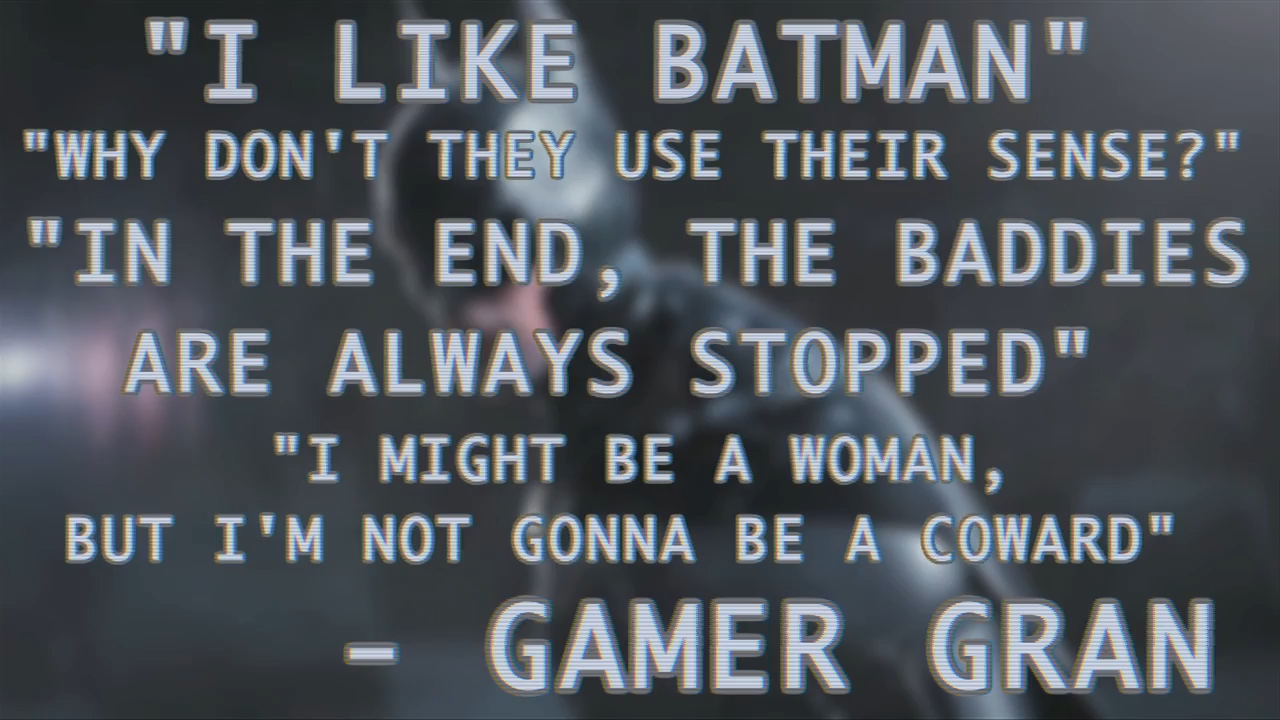 "I LIKE BATMAN"
"WHY DON'T THEY USE THEIR SENSE?"
"IN THE END, THE BADDIES
ARE ALWAYS STOPPED"
"I MIGHT BE A WOMAN,
BUT I'M NOT GONNA BE A COWARD"
- GAMER GRAN